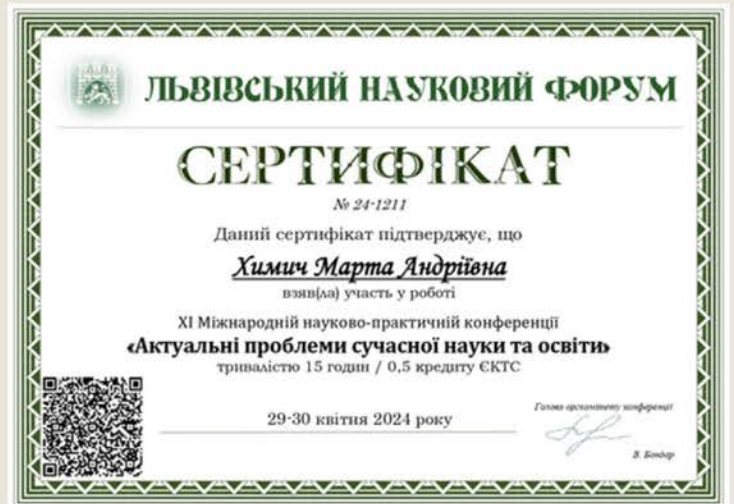 ЛЬВІВСЬКИЙ НАУКОВИЙ ФОРУМ
СЕРТИФІКАТ
№ 24-1211
Даний сертифікат підтверджує, що
Химич Марта Андріївна
взяв(ла) участь у роботі
XI Міжнародній науково-практичній конференції
«Актуальні проблеми сучасної науки та освіти»
тривалістю 15 годин / 0,5 кредиту ЄКТС
29-30 квітня 2024 року
Голова оргкомітету конференції
В. Бондар